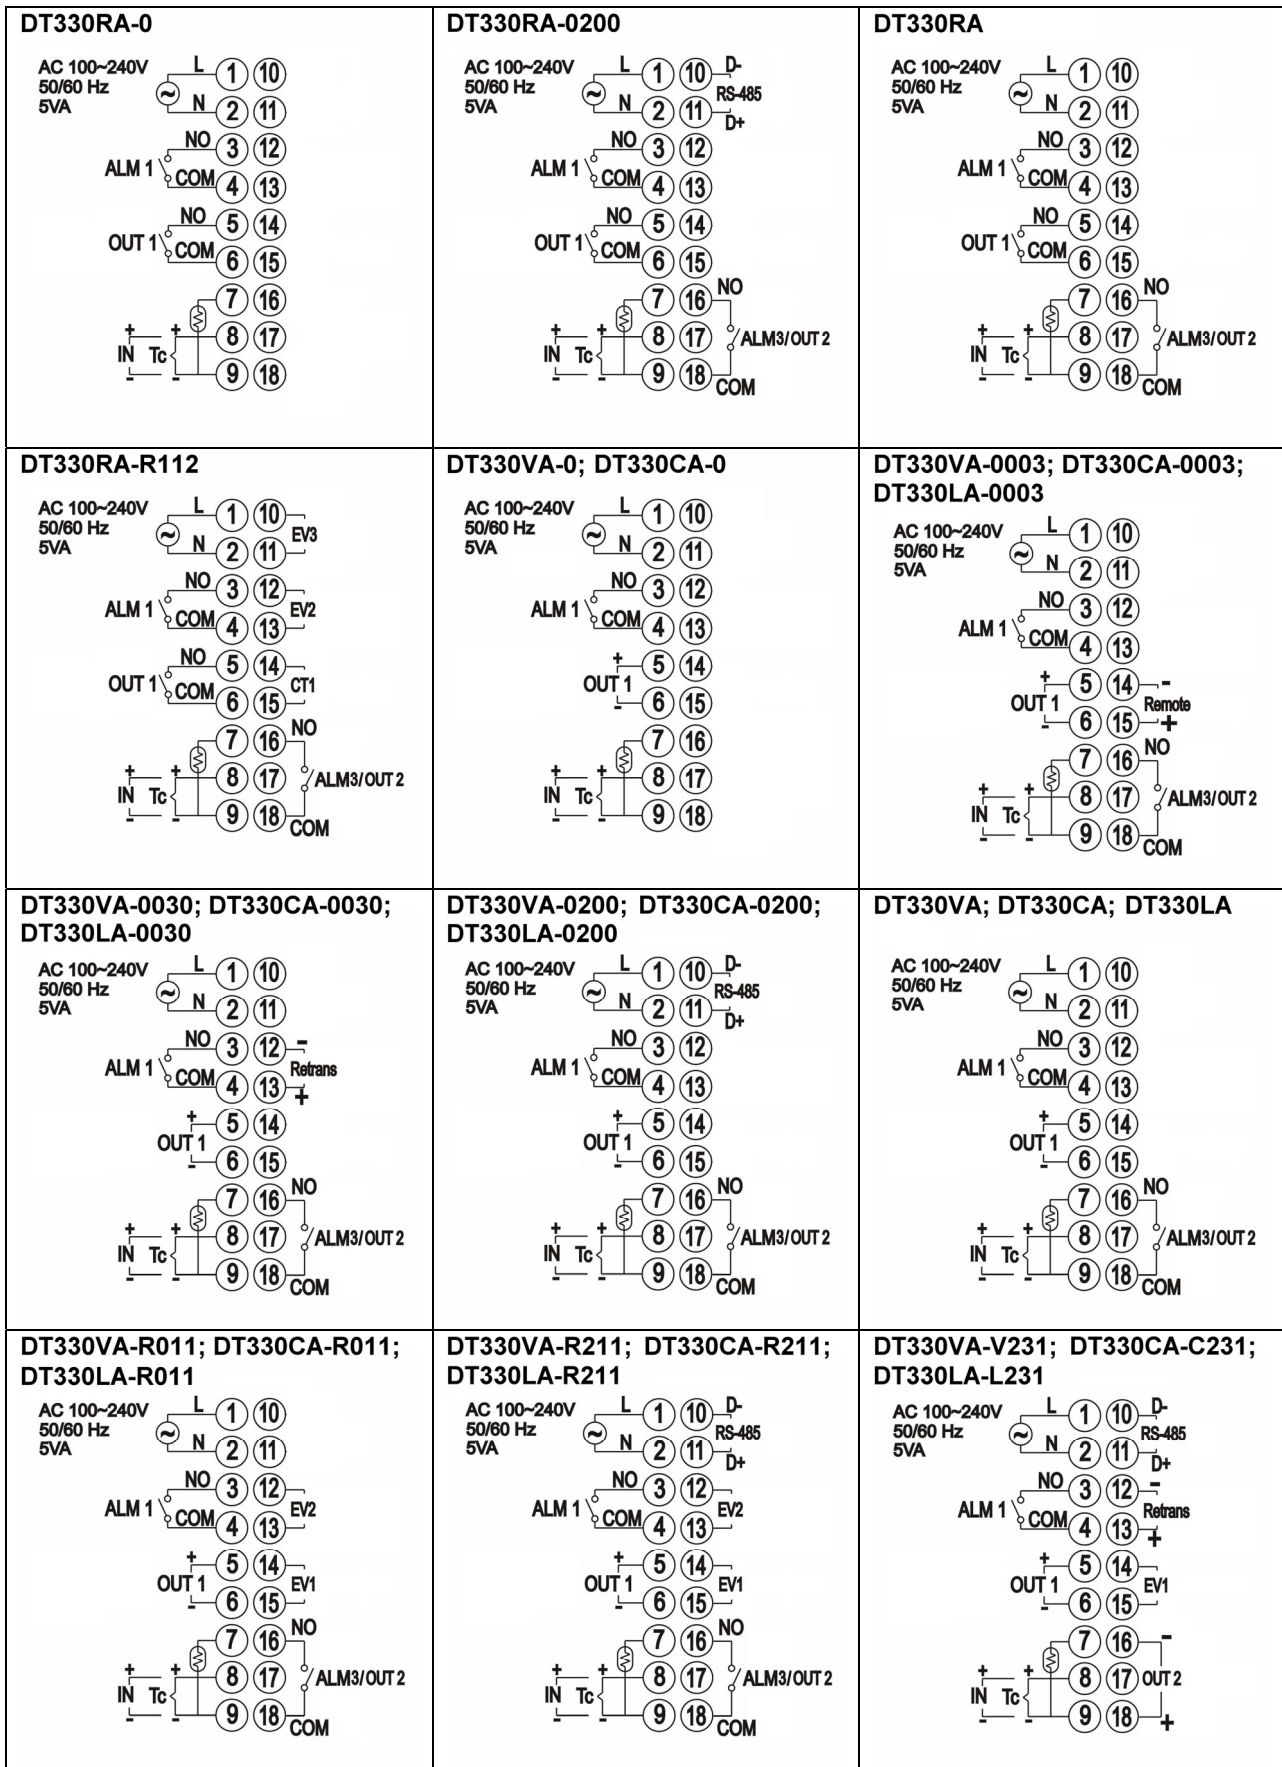 DT330RA-0
AC 100~240V
50/60 Hz
5VA
L 1 10
N 2 11
NO 3 12
ALM 1
COM 4 13
NO 5 14
OUT 1
COM 6 15
7 16
+ + 8 17
IN Tc
- - 9 18
DT330RA-0200
AC 100~240V
50/60 Hz
5VA
L 1 10 D-
RS-485
N 2 11 D+
NO 3 12
ALM 1
COM 4 13
NO 5 14
OUT 1
COM 6 15
7 16 NO
+ + 8 17 ALM3/OUT 2
IN Tc
- - 9 18 COM
DT330RA
AC 100~240V
50/60 Hz
5VA
L 1 10
N 2 11
NO 3 12
ALM 1
COM 4 13
NO 5 14
OUT 1
COM 6 15
7 16 NO
+ + 8 17 ALM3/OUT 2
IN Tc
- - 9 18 COM
DT330RA-R112
AC 100~240V
50/60 Hz
5VA
L 1 10
EV3
N 2 11
NO 3 12
ALM 1 EV2
COM 4 13
NO 5 14
OUT 1 CT1
COM 6 15
7 16 NO
+ + 8 17 ALM3/OUT 2
IN Tc
- - 9 18 COM
DT330VA-0; DT330CA-0
AC 100~240V
50/60 Hz
5VA
L 1 10
N 2 11
NO 3 12
ALM 1
COM 4 13
+ 5 14
OUT 1
- 6 15
7 16
+ + 8 17
IN Tc
- - 9 18
DT330VA-0003; DT330CA-0003;
DT330LA-0003
AC 100~240V
50/60 Hz
5VA
L 1 10
N 2 11
NO 3 12
ALM 1
COM 4 13
+ 5 14 -
OUT 1 Remote
- 6 15 +
7 16 NO
+ + 8 17 ALM3/OUT 2
IN Tc
- - 9 18 COM
DT330VA-0030; DT330CA-0030;
DT330LA-0030
AC 100~240V
50/60 Hz
5VA
L 1 10
N 2 11
NO 3 12 -
ALM 1 Retrans
COM 4 13 +
+ 5 14
OUT 1
- 6 15
7 16 NO
+ + 8 17 ALM3/OUT 2
IN Tc
- - 9 18 COM
DT330VA-0200; DT330CA-0200;
DT330LA-0200
AC 100~240V
50/60 Hz
5VA
L 1 10 D-
RS-485
N 2 11 D+
NO 3 12
ALM 1
COM 4 13
+ 5 14
OUT 1
- 6 15
7 16 NO
+ + 8 17 ALM3/OUT 2
IN Tc
- - 9 18 COM
DT330VA; DT330CA; DT330LA
AC 100~240V
50/60 Hz
5VA
L 1 10
N 2 11
NO 3 12
ALM 1
COM 4 13
+ 5 14
OUT 1
- 6 15
7 16 NO
+ + 8 17 ALM3/OUT 2
IN Tc
- - 9 18 COM
DT330VA-R011; DT330CA-R011;
DT330LA-R011
AC 100~240V
50/60 Hz
5VA
L 1 10
N 2 11
NO 3 12
ALM 1 EV2
COM 4 13
+ 5 14
OUT 1 EV1
- 6 15
7 16 NO
+ + 8 17 ALM3/OUT 2
IN Tc
- - 9 18 COM
DT330VA-R211; DT330CA-R211;
DT330LA-R211
AC 100~240V
50/60 Hz
5VA
L 1 10 D-
RS-485
N 2 11 D+
NO 3 12
ALM 1 EV2
COM 4 13
+ 5 14
OUT 1 EV1
- 6 15
7 16 NO
+ + 8 17 ALM3/OUT 2
IN Tc
- - 9 18 COM
DT330VA-V231; DT330CA-C231;
DT330LA-L231
AC 100~240V
50/60 Hz
5VA
L 1 10 D-
RS-485
N 2 11 D+
NO 3 12 -
ALM 1 Retrans
COM 4 13 +
+ 5 14
OUT 1 EV1
- 6 15
7 16 -
+ + 8 17 OUT 2
IN Tc
- - 9 18 +